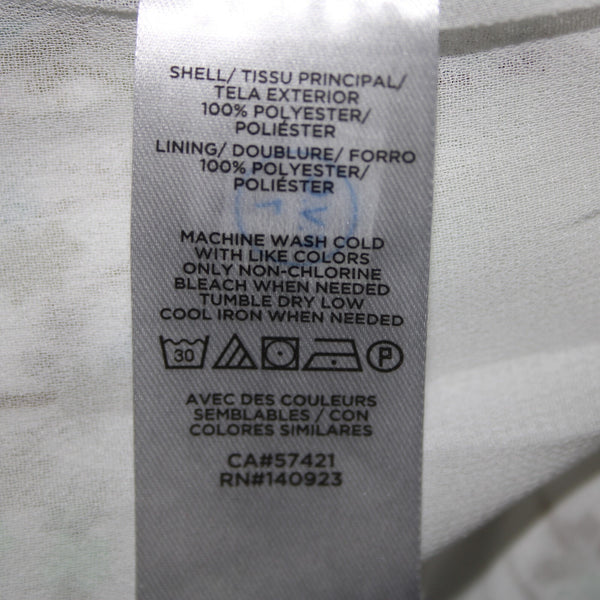 SHELL/ TISSU PRINCIPAL/
TELA EXTERIOR
100% POLYESTER/
POLIÉSTER
LINING/ DOUBLURE/ FORRO
100% POLYESTER/
POLIÉSTER
MACHINE WASH COLD
WITH LIKE COLORS
ONLY NON-CHLORINE
BLEACH WHEN NEEDED
TUMBLE DRY LOW
COOL IRON WHEN NEEDED
30 P
AVEC DES COULEURS
SEMBLABLES / CON
COLORES SIMILARES
CA#57421
RN#140923